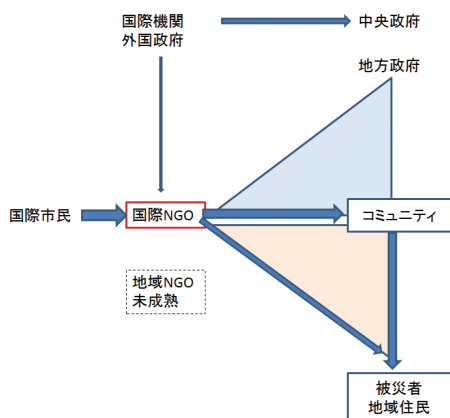 国際機関
外国政府
中央政府
地方政府
国際市民
国際NGO
コミュニティ
地域NGO
未成熟
被災者
地域住民